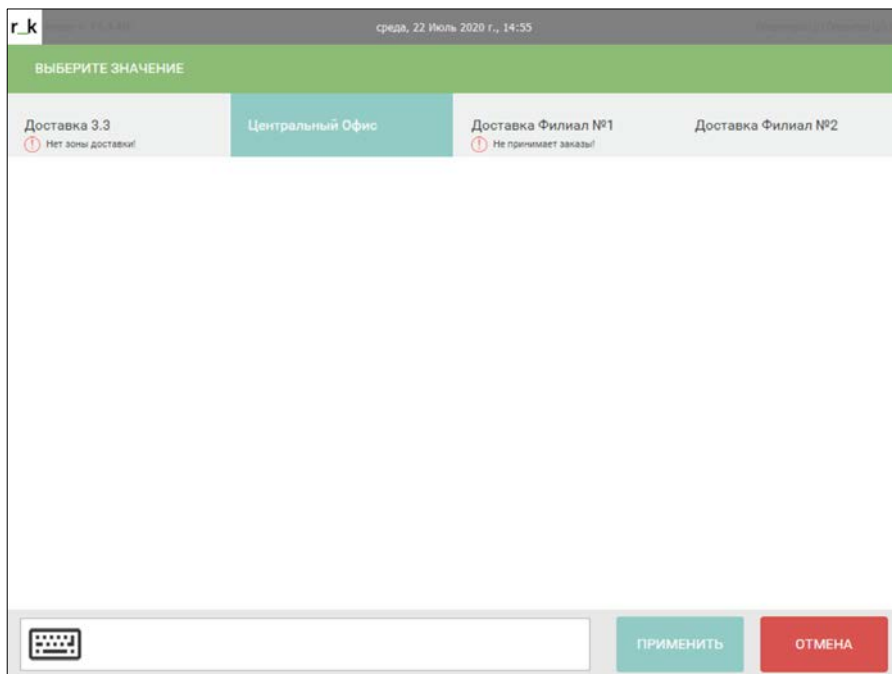 r_k
среда, 22 Июль 2020 г., 14:55
ВЫБЕРИТЕ ЗНАЧЕНИЕ
Доставка 3.3
Нет зоны доставки!
Центральный Офис
Доставка Филиал №1
Не принимает заказы!
Доставка Филиал №2
ПРИМЕНИТЬ
ОТМЕНА